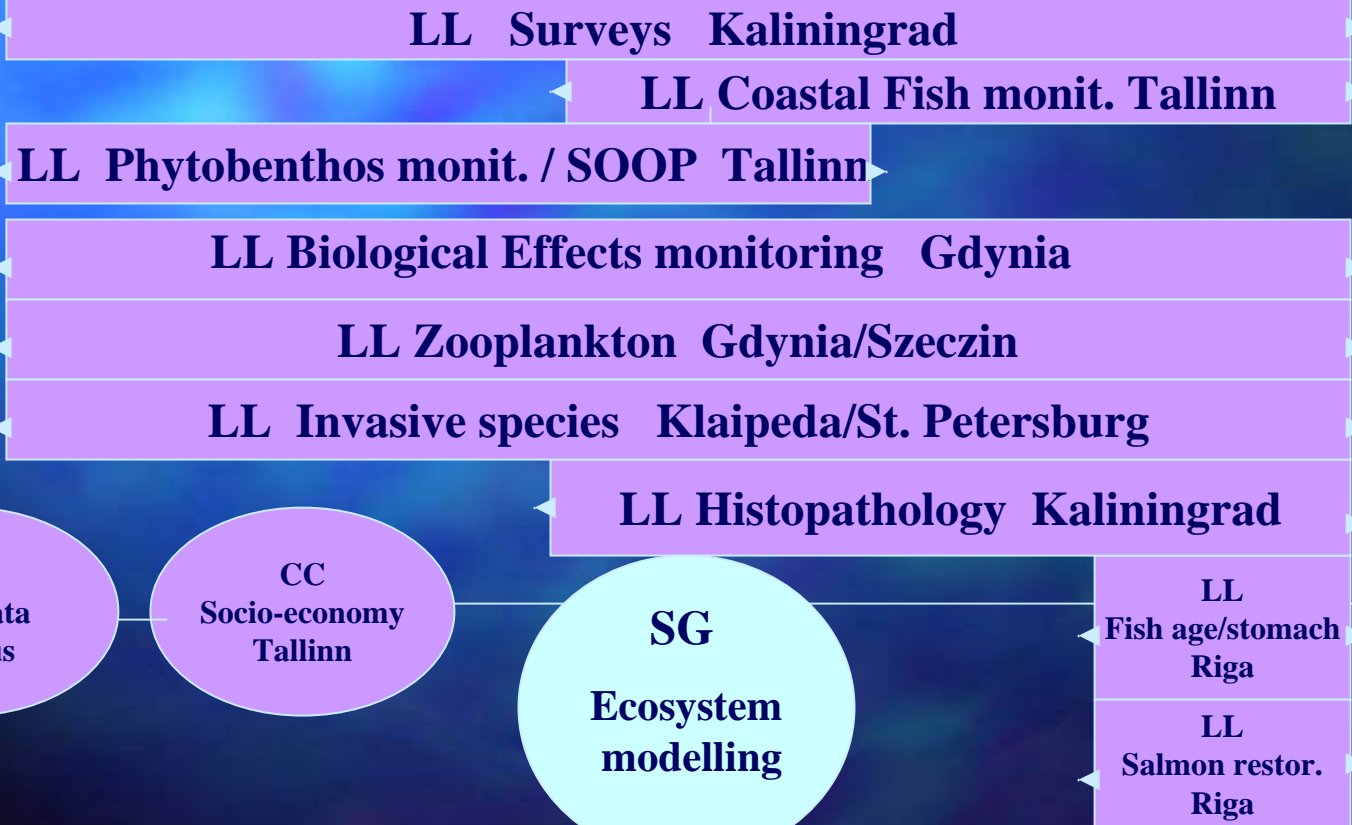 LL Surveys Kaliningrad
LL Coastal Fish monit. Tallinn
LL Phytobenthos monit. / SOOP Tallinn
LL Biological Effects monitoring Gdynia
LL Zooplankton Gdynia/Szeczin
LL Invasive species Klaipeda/St. Petersburg
LL Histopathology Kaliningrad
CC
Socio-economy
Tallinn
SG
Ecosystem
modelling
LL
Fish age/stomach
Riga
LL
Salmon restor.
Riga